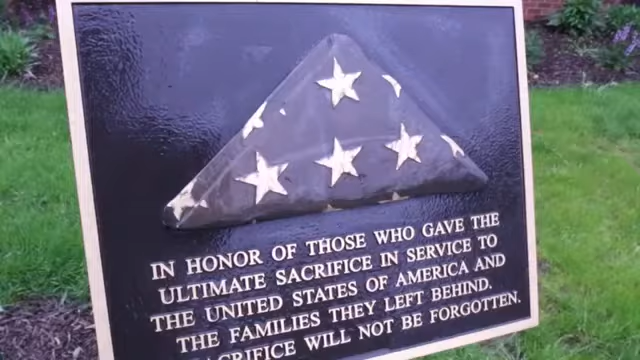 IN HONOR OF THOSE WHO GAVE THE
ULTIMATE SACRIFICE IN SERVICE TO
THE UNITED STATES OF AMERICA AND
THE FAMILIES THEY LEFT BEHIND.
SACRIFICE WILL NOT BE FORGOTTEN.